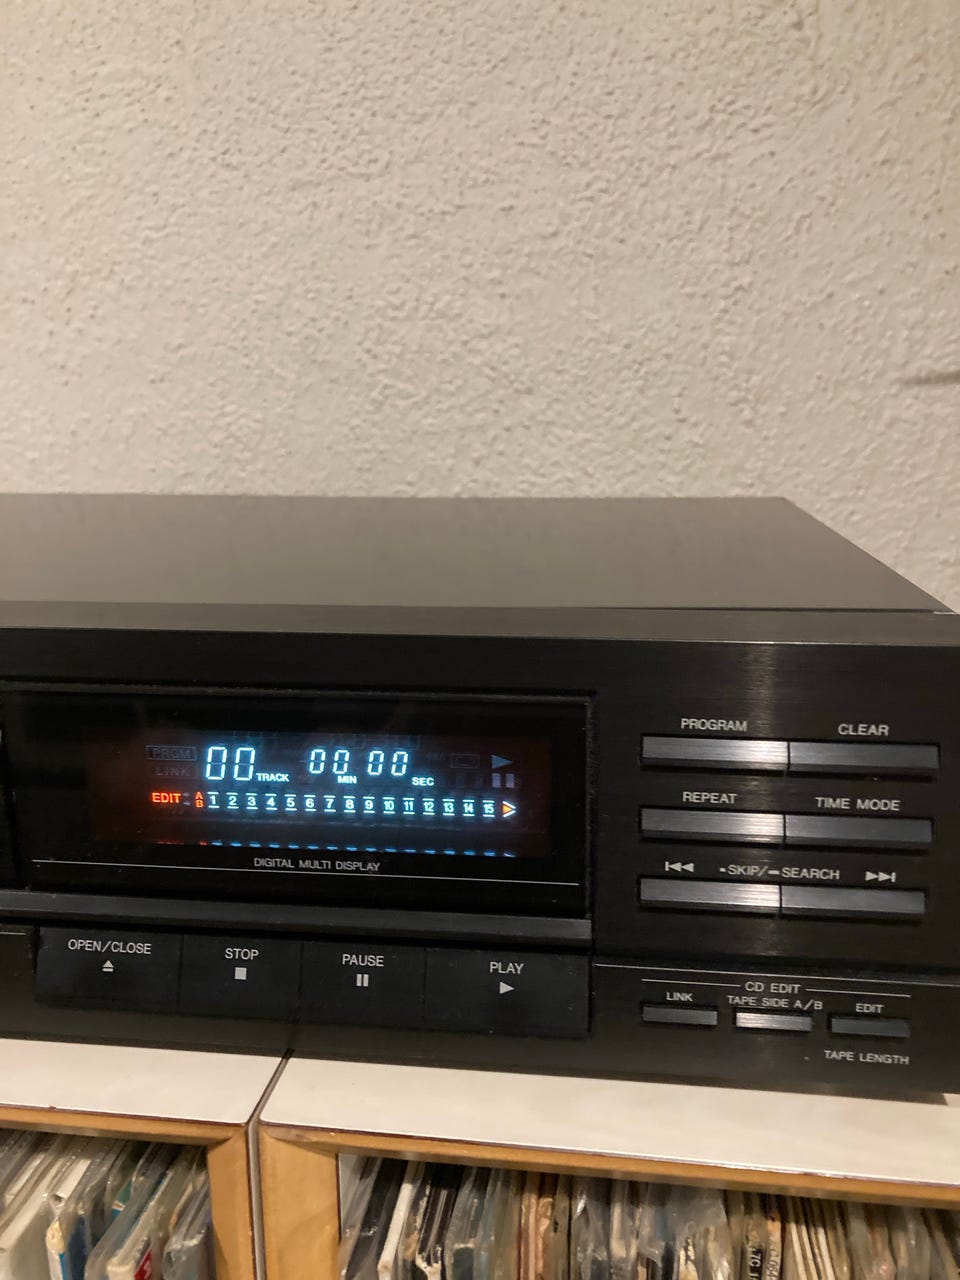 PRGM
LINK
00 TRACK 00 MIN 00 SEC
EDIT A B 1 2 3 4 5 6 7 8 9 10 11 12 13 14 15
DIGITAL MULTI DISPLAY
OPEN/CLOSE
STOP
PAUSE
PLAY
PROGRAM
CLEAR
REPEAT
TIME MODE
SKIP/SEARCH
CD EDIT
LINK
TAPE SIDE A/B
EDIT
TAPE LENGTH